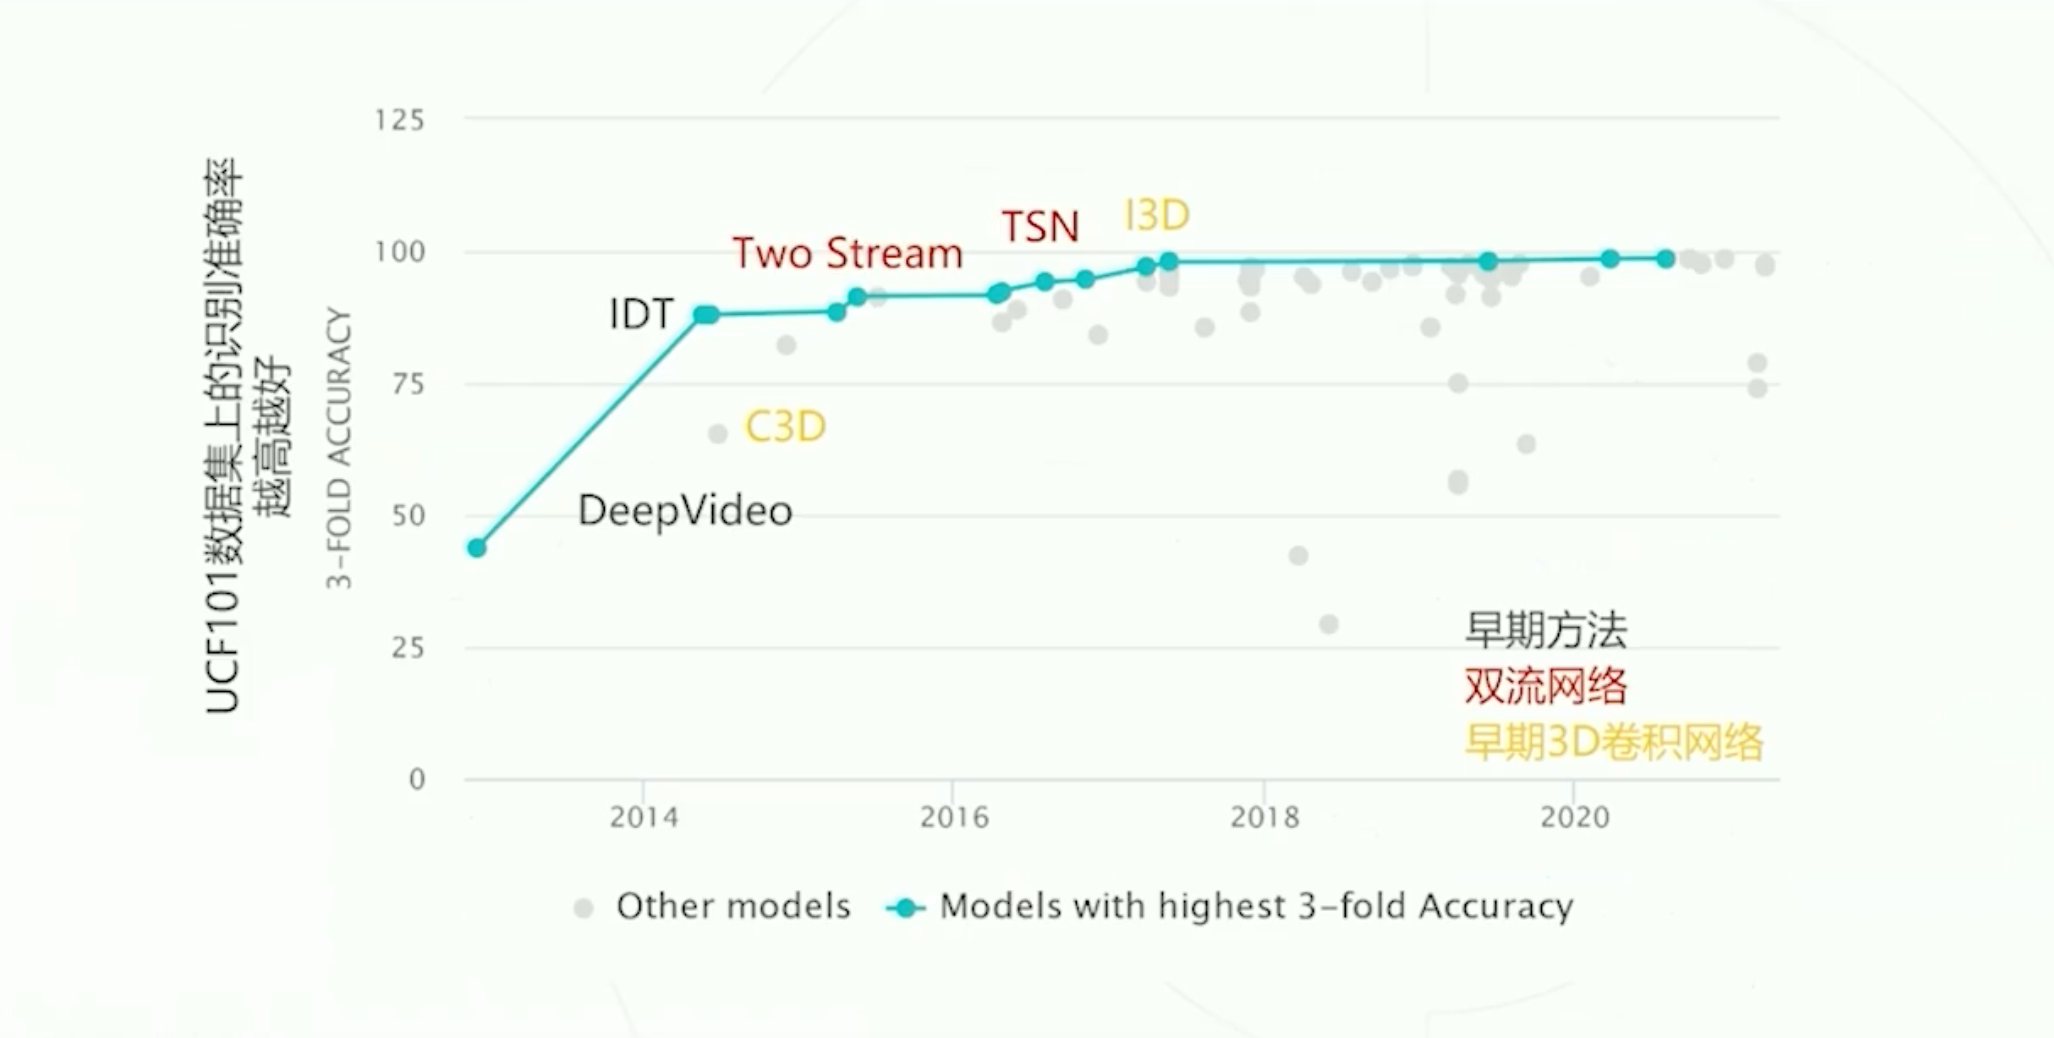 UCF101数据集上的识别准确率
越高越好
3-FOLD ACCURACY
125
100
75
50
25
0
I3D
TSN
Two Stream
IDT
C3D
DeepVideo
早期方法
双流网络
早期3D卷积网络
2014
2016
2018
2020
Other models
Models with highest 3-fold Accuracy